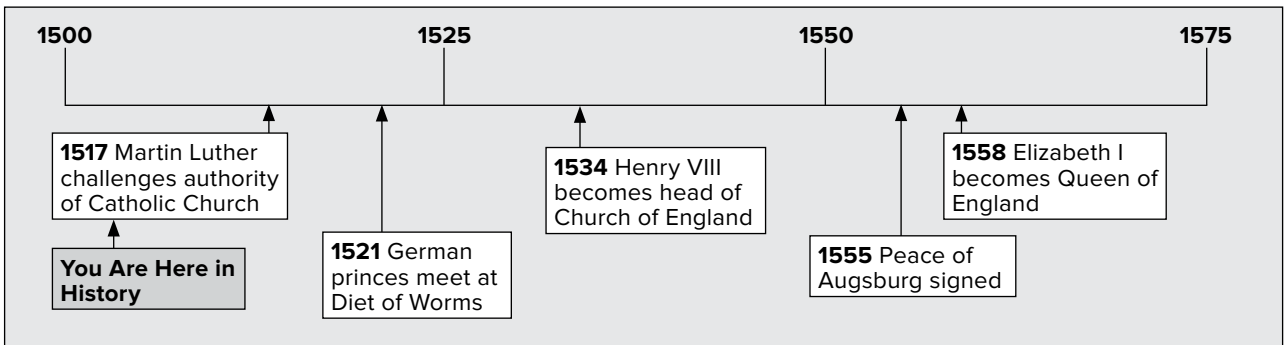 1500 1525 1550 1575
1517 Martin Luther
challenges authority
of Catholic Church
You Are Here in
History
1521 German
princes meet at
Diet of Worms
1534 Henry VIII
becomes head of
Church of England
1555 Peace of
Augsburg signed
1558 Elizabeth I
becomes Queen of
England